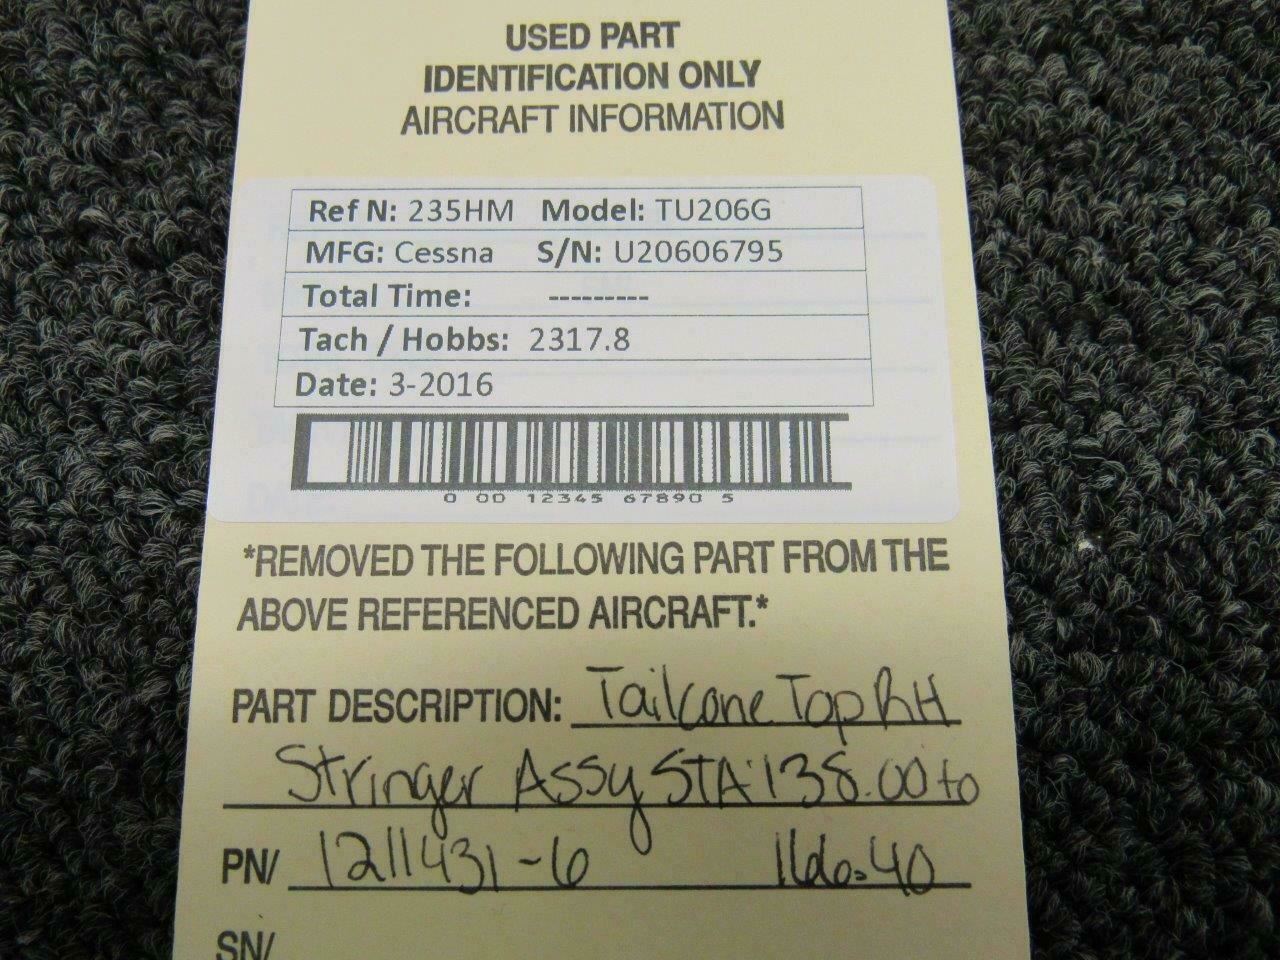 USED PART
IDENTIFICATION ONLY
AIRCRAFT INFORMATION
Ref N: 235HM Model: TU206G
MFG: Cessna S/N: U20606795
Total Time: ---------
Tach / Hobbs: 2317.8
Date: 3-2016
0 00 12345 67890 5
*REMOVED THE FOLLOWING PART FROM THE
ABOVE REFERENCED AIRCRAFT.*
PART DESCRIPTION: Tailcone Top RH
Stringer Assy STA:138.00 to
PN/ 1211431-6 166.40
SN/